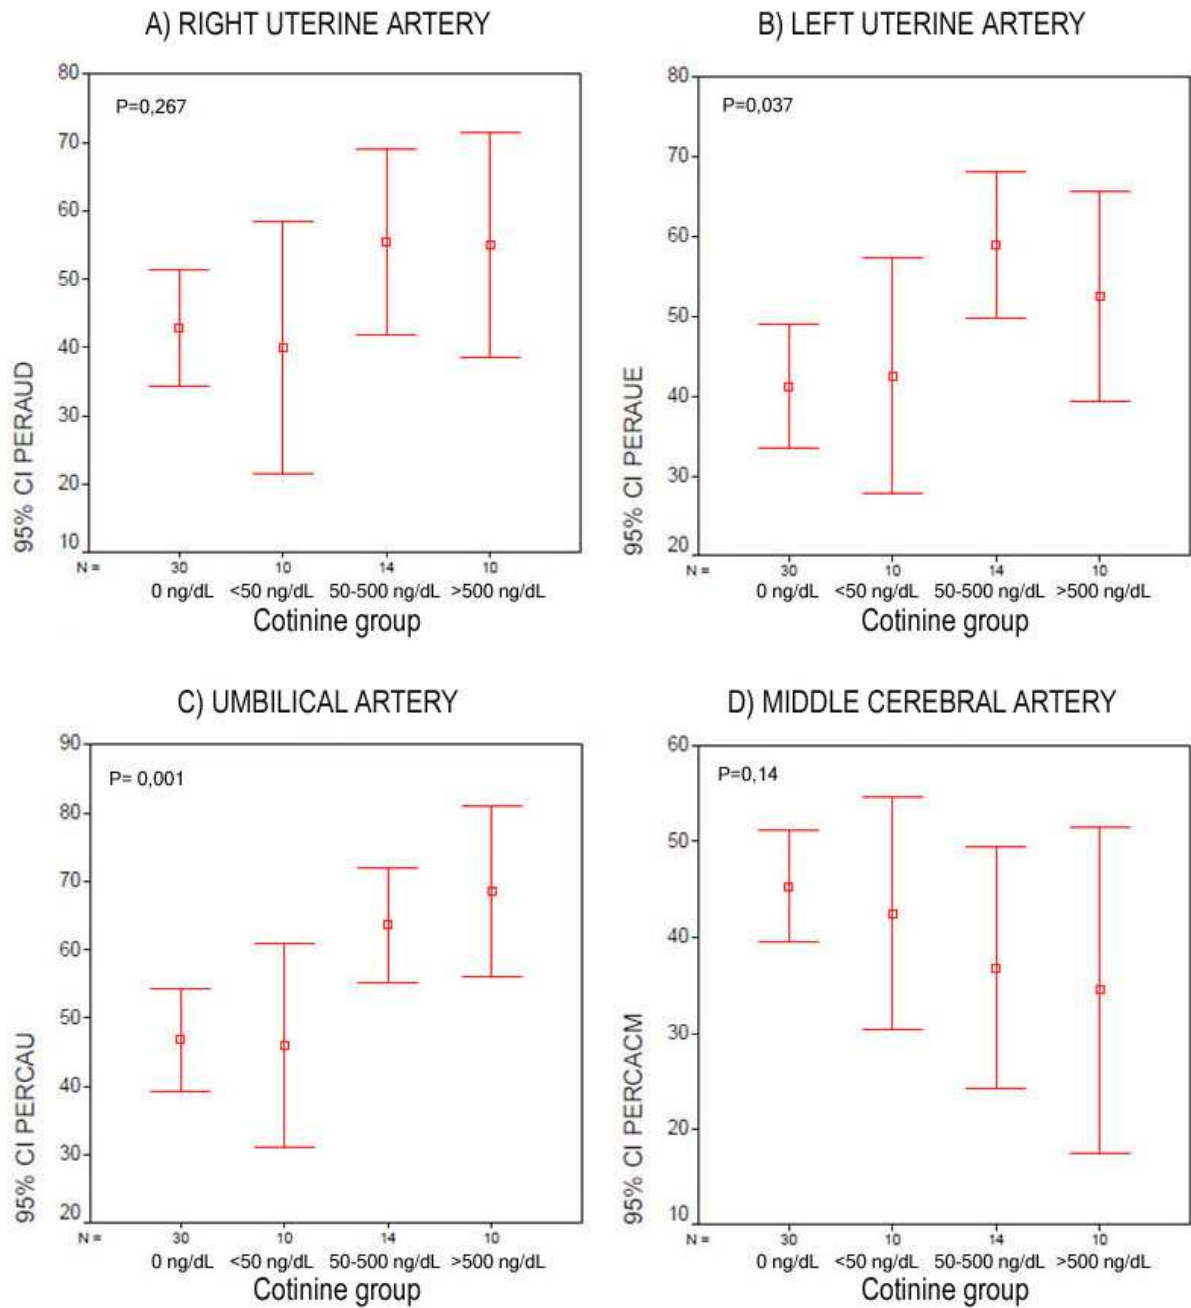 A) RIGHT UTERINE ARTERY
P=0,267
95% CI PERAUD
80
70
60
50
40
30
20
10
N = 30 10 14 10
0 ng/dL <50 ng/dL 50-500 ng/dL >500 ng/dL
Cotinine group
B) LEFT UTERINE ARTERY
P=0,037
95% CI PERAUE
80
70
60
50
40
30
20
N = 30 10 14 10
0 ng/dL <50 ng/dL 50-500 ng/dL >500 ng/dL
Cotinine group
C) UMBILICAL ARTERY
P= 0,001
95% CI PERCAU
90
80
70
60
50
40
30
20
N = 30 10 14 10
0 ng/dL <50 ng/dL 50-500 ng/dL >500 ng/dL
Cotinine group
D) MIDDLE CEREBRAL ARTERY
P=0,14
95% CI PERCACM
60
50
40
30
20
10
N = 30 10 14 10
0 ng/dL <50 ng/dL 50-500 ng/dL >500 ng/dL
Cotinine group